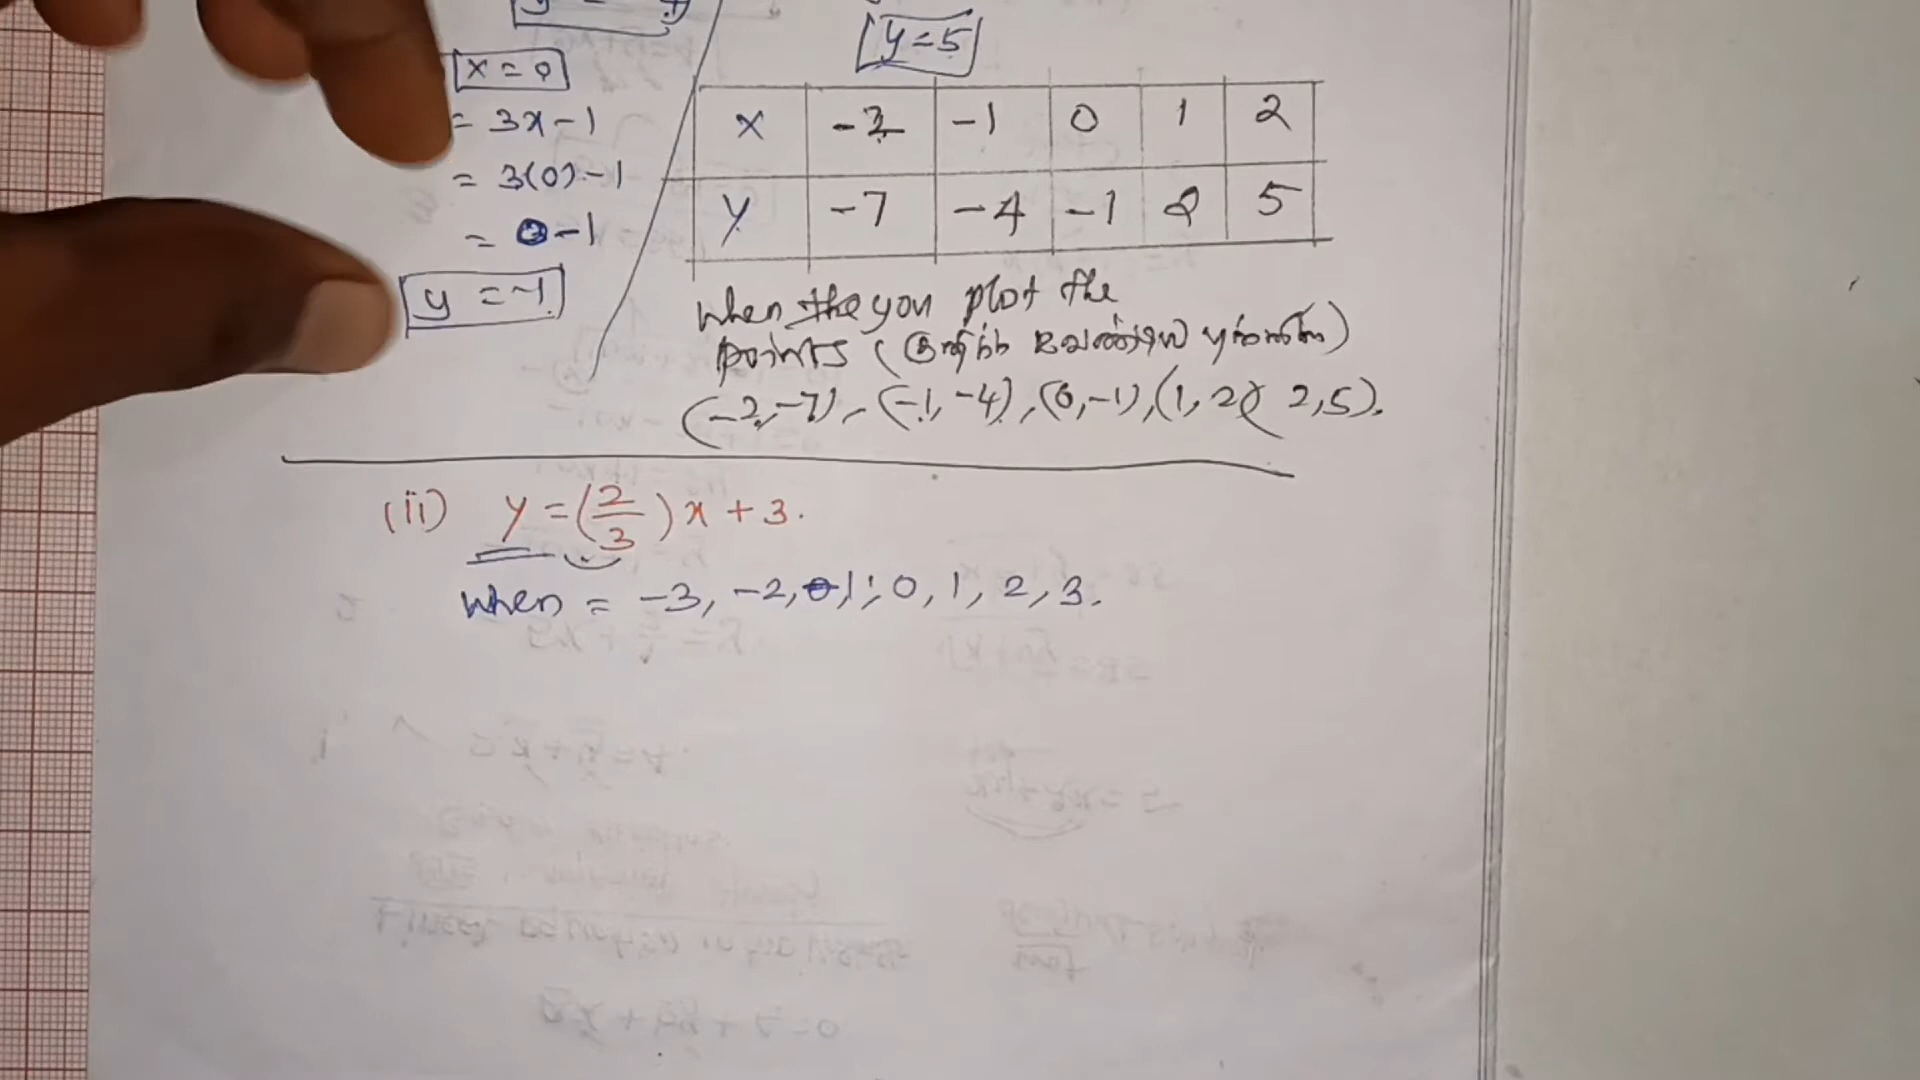 x = 0
= 3x - 1
= 3(0) - 1
= 0 - 1
y = -1
y = 5
x -2 -1 0 1 2
y -7 -4 -1 2 5
when the you plot the
points (குறிக்க வேண்டிய புள்ளிகள்)
(-2, -7), (-1, -4), (0, -1), (1, 2( 2, 5).
(ii) y = (2/3) x + 3.
when = -3, -2, -1, 0, 1, 2, 3.